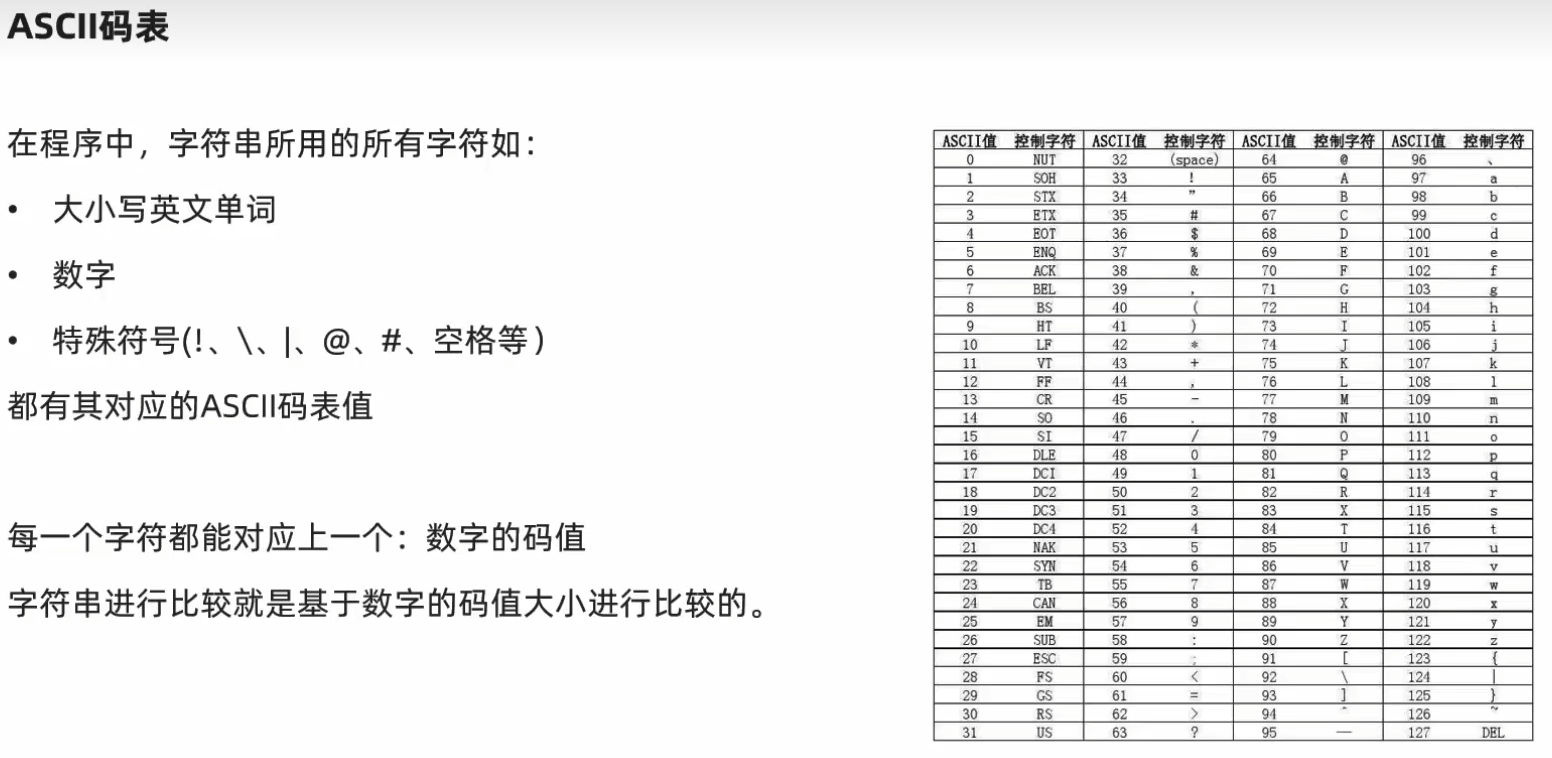 ASCII码表
在程序中，字符串所用的所有字符如：
• 大小写英文单词
• 数字
• 特殊符号(!、\、|、@、#、空格等）
都有其对应的ASCII码表值
每一个字符都能对应上一个：数字的码值
字符串进行比较就是基于数字的码值大小进行比较的。
ASCII值 控制字符 ASCII值 控制字符 ASCII值 控制字符 ASCII值 控制字符
0 NUT 32 (space) 64 @ 96 、
1 SOH 33 ! 65 A 97 a
2 STX 34 " 66 B 98 b
3 ETX 35 # 67 C 99 c
4 EOT 36 $ 68 D 100 d
5 ENQ 37 % 69 E 101 e
6 ACK 38 & 70 F 102 f
7 BEL 39 , 71 G 103 g
8 BS 40 ( 72 H 104 h
9 HT 41 ) 73 I 105 i
10 LF 42 * 74 J 106 j
11 VT 43 + 75 K 107 k
12 FF 44 , 76 L 108 l
13 CR 45 - 77 M 109 m
14 SO 46 . 78 N 110 n
15 SI 47 / 79 O 111 o
16 DLE 48 0 80 P 112 p
17 DCI 49 1 81 Q 113 q
18 DC2 50 2 82 R 114 r
19 DC3 51 3 83 X 115 s
20 DC4 52 4 84 T 116 t
21 NAK 53 5 85 U 117 u
22 SYN 54 6 86 V 118 v
23 TB 55 7 87 W 119 w
24 CAN 56 8 88 X 120 x
25 EM 57 9 89 Y 121 y
26 SUB 58 : 90 Z 122 z
27 ESC 59 ; 91 [ 123 {
28 FS 60 < 92 \ 124 |
29 GS 61 = 93 ] 125 }
30 RS 62 > 94 ^ 126 ~
31 US 63 ? 95 — 127 DEL